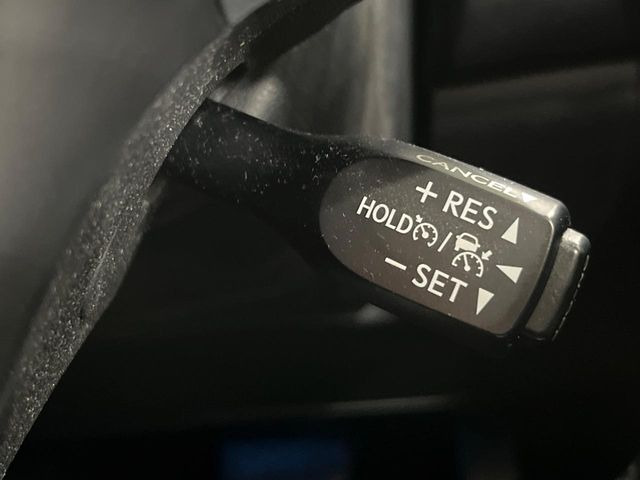 CANCEL
+ RES
HOLD /
− SET